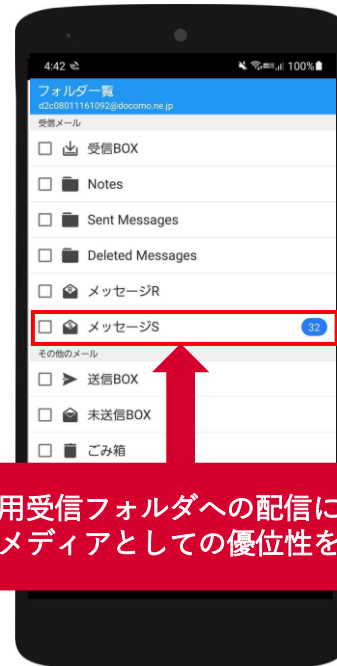 4:42
100%
フォルダ一覧
d2c08011161092@docomo.ne.jp
受信メール
受信BOX
Notes
Sent Messages
Deleted Messages
メッセージR
メッセージS
32
その他のメール
送信BOX
未送信BOX
ごみ箱
用受信フォルダへの配信に
メディアとしての優位性を